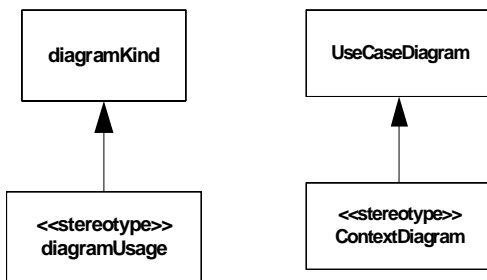 diagramKind
<<stereotype>>
diagramUsage
UseCaseDiagram
<<stereotype>>
ContextDiagram